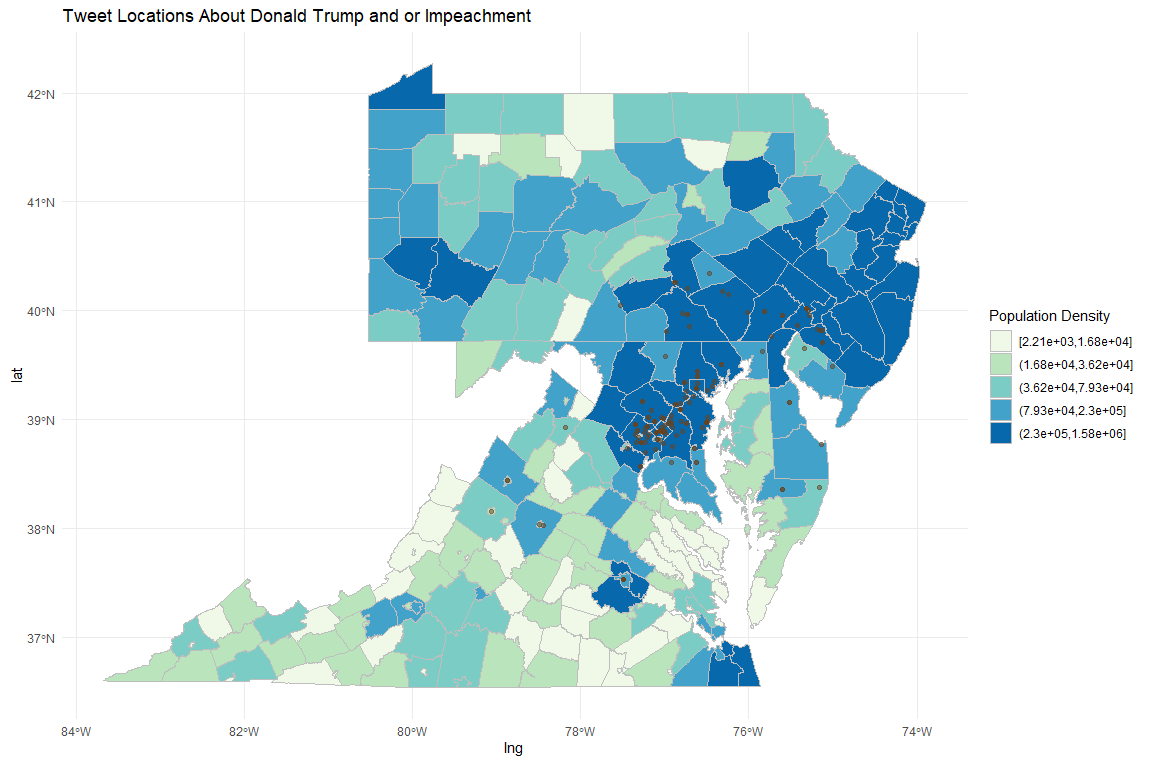 Tweet Locations About Donald Trump and or Impeachment
42°N
41°N
40°N
39°N
38°N
37°N
lat
84°W
82°W
80°W
78°W
76°W
74°W
lng
Population Density
[2.21e+03,1.68e+04]
(1.68e+04,3.62e+04]
(3.62e+04,7.93e+04]
(7.93e+04,2.3e+05]
(2.3e+05,1.58e+06]